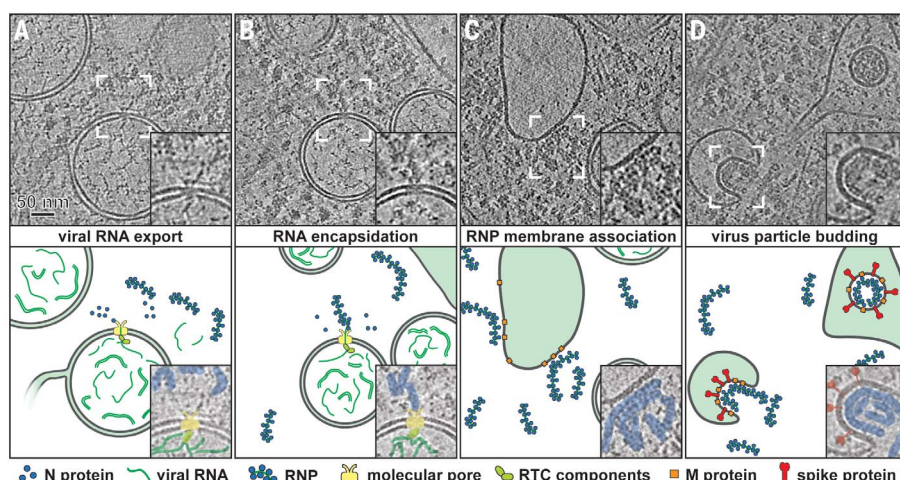 A B C D
50 nm
viral RNA export RNA encapsidation RNP membrane association virus particle budding
N protein viral RNA RNP molecular pore RTC components M protein spike protein